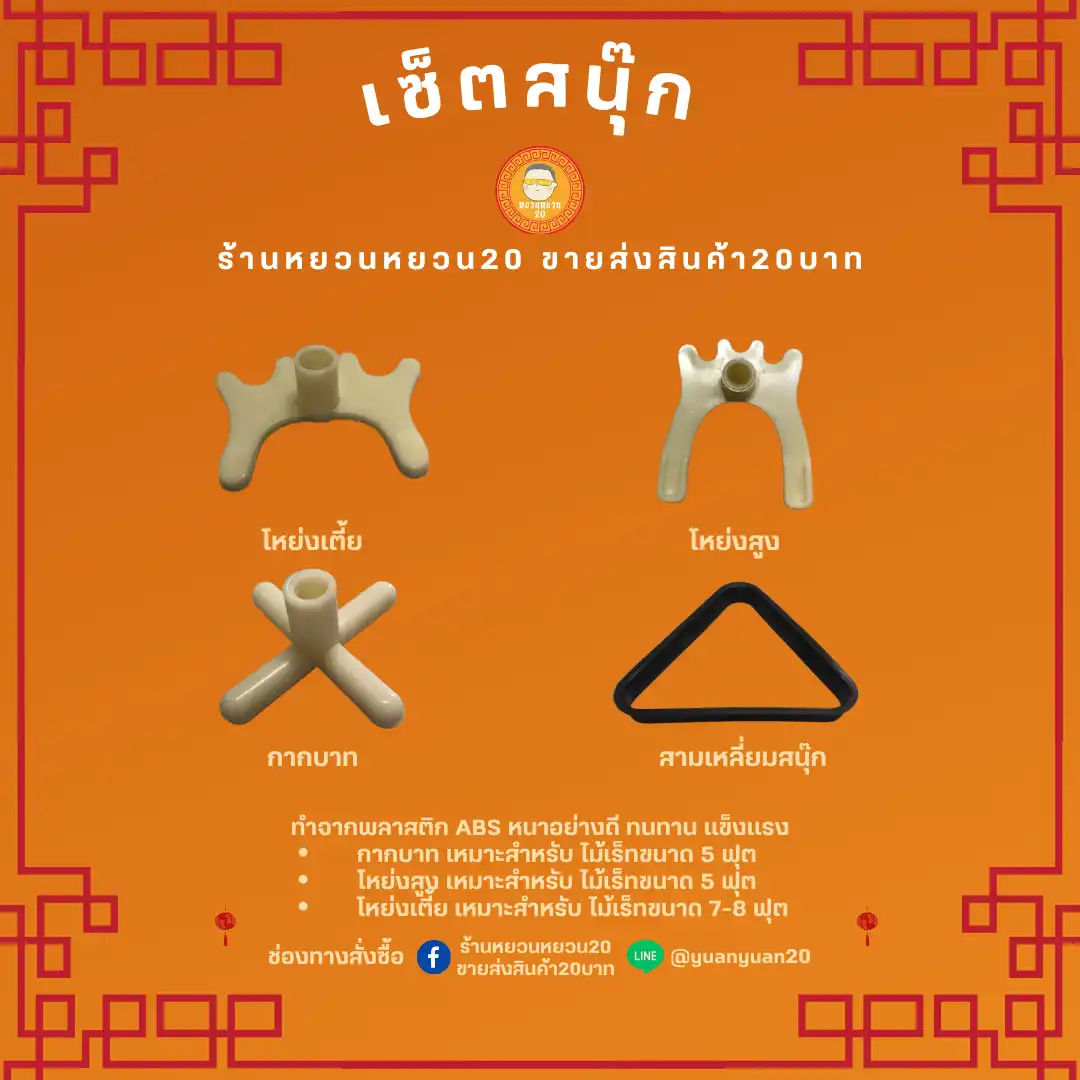 เซ็ตสนุ๊ก
หยวนหยวน
20
ร้านหยวนหยวน20 ขายส่งสินค้า20บาท
โหย่งเตี้ย
โหย่งสูง
กากบาท
สามเหลี่ยมสนุ๊ก
ทำจากพลาสติก ABS หนาอย่างดี ทนทาน แข็งแรง
• กากบาท เหมาะสำหรับ ไม้เร็ทขนาด 5 ฟุต
• โหย่งสูง เหมาะสำหรับ ไม้เร็ทขนาด 5 ฟุต
• โหย่งเตี้ย เหมาะสำหรับ ไม้เร็ทขนาด 7-8 ฟุต
ช่องทางสั่งซื้อ
ร้านหยวนหยวน20
ขายส่งสินค้า20บาท
LINE @yuanyuan20